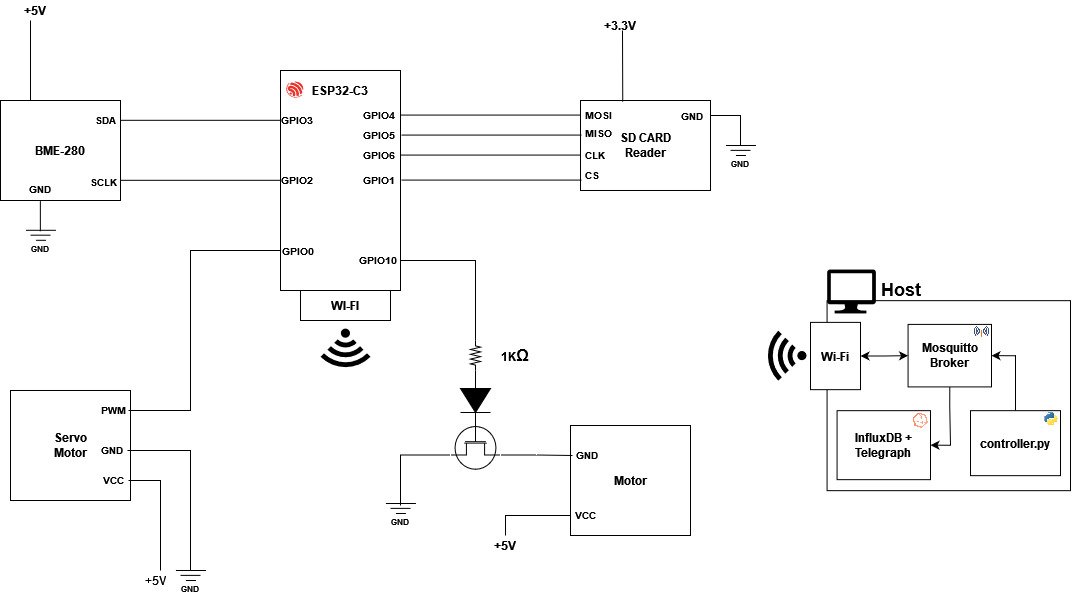 +5V
BME-280
SDA
SCLK
GND
GND
ESP32-C3
GPIO3
GPIO2
GPIO0
GPIO4
GPIO5
GPIO6
GPIO1
GPIO10
WI-FI
+3.3V
MOSI
MISO
CLK
CS
SD CARD
Reader
GND
GND
Servo
Motor
PWM
GND
VCC
+5V
GND
1KΩ
GND
Motor
GND
VCC
+5V
Host
Wi-Fi
Mosquitto
Broker
InfluxDB +
Telegraph
controller.py